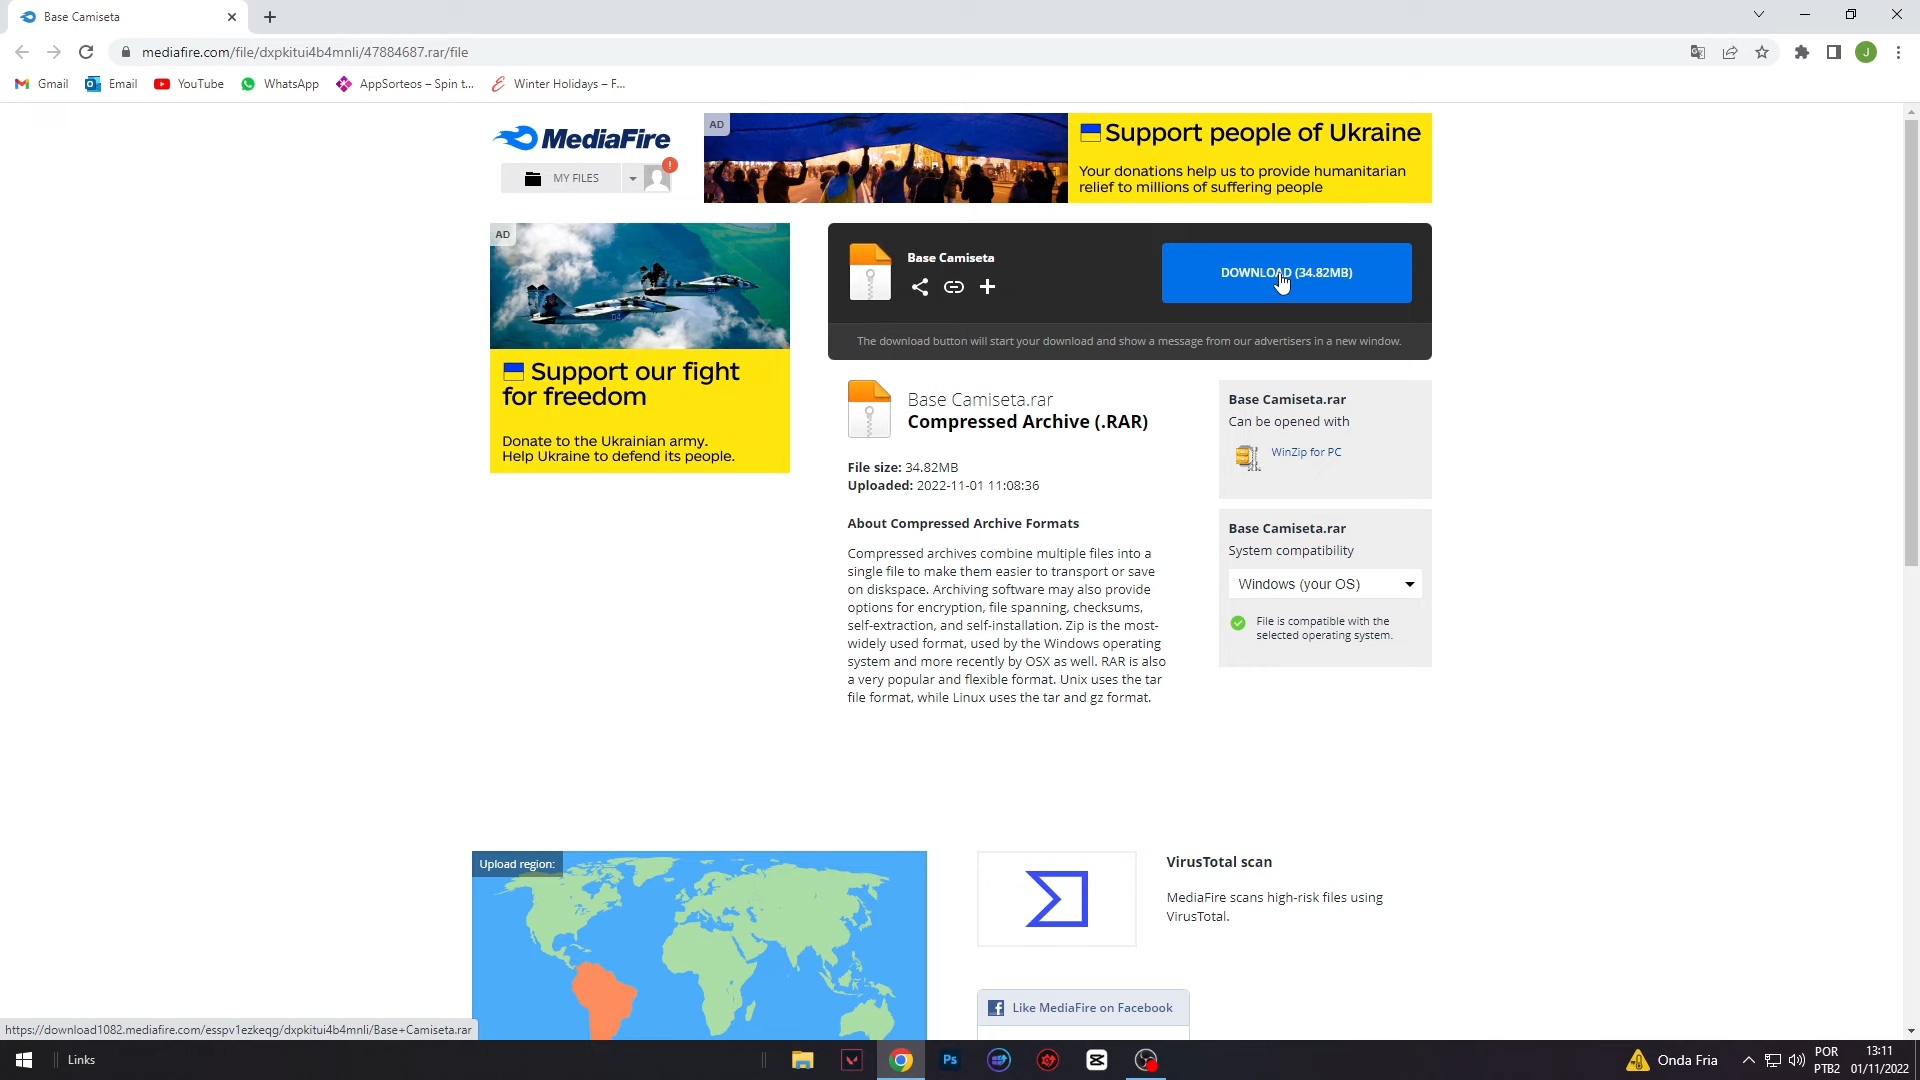 Base Camiseta
mediafire.com/file/dxpkitui4b4mnli/47884687.rar/file
J
Gmail
Email
YouTube
WhatsApp
AppSorteos – Spin t...
Winter Holidays – F...
MediaFire
MY FILES
!
AD
Support people of Ukraine
Your donations help us to provide humanitarian
relief to millions of suffering people
AD
Support our fight
for freedom
Donate to the Ukrainian army.
Help Ukraine to defend its people.
Base Camiseta
DOWNLOAD (34.82MB)
The download button will start your download and show a message from our advertisers in a new window.
Base Camiseta.rar
Compressed Archive (.RAR)
File size: 34.82MB
Uploaded: 2022-11-01 11:08:36
About Compressed Archive Formats
Compressed archives combine multiple files into a
single file to make them easier to transport or save
on diskspace. Archiving software may also provide
options for encryption, file spanning, checksums,
self-extraction, and self-installation. Zip is the most-
widely used format, used by the Windows operating
system and more recently by OSX as well. RAR is also
a very popular and flexible format. Unix uses the tar
file format, while Linux uses the tar and gz format.
Base Camiseta.rar
Can be opened with
WinZip for PC
Base Camiseta.rar
System compatibility
Windows (your OS)
File is compatible with the
selected operating system.
Upload region:
VirusTotal scan
MediaFire scans high-risk files using
VirusTotal.
Like MediaFire on Facebook
https://download1082.mediafire.com/esspv1ezkeqg/dxpkitui4b4mnli/Base+Camiseta.rar
Links
Ps
Onda Fria
POR
PTB2
13:11
01/11/2022